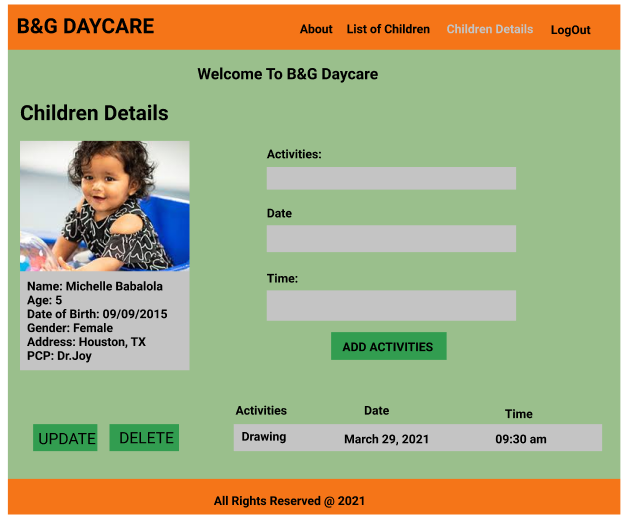 B&G DAYCARE
About List of Children Children Details LogOut
Welcome To B&G Daycare
Children Details
Name: Michelle Babalola
Age: 5
Date of Birth: 09/09/2015
Gender: Female
Address: Houston, TX
PCP: Dr.Joy
UPDATE DELETE
Activities:
Date
Time:
ADD ACTIVITIES
Activities Date Time
Drawing March 29, 2021 09:30 am
All Rights Reserved @ 2021